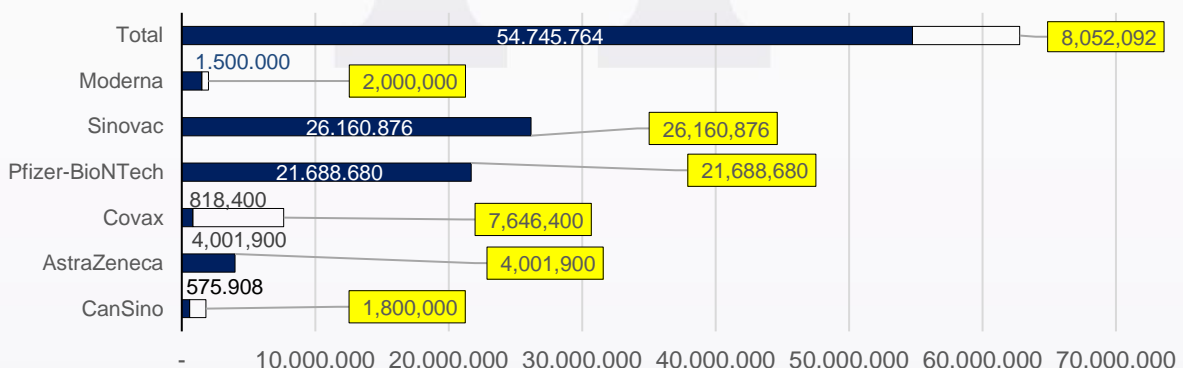 Total 54.745.764 8,052,092
1.500.000
Moderna 2,000,000
Sinovac 26.160.876 26,160,876
Pfizer-BioNTech 21.688.680 21,688,680
818,400
Covax 7,646,400
4,001,900
AstraZeneca 4,001,900
575.908
CanSino 1,800,000
- 10.000.000 20.000.000 30.000.000 40.000.000 50.000.000 60.000.000 70.000.000